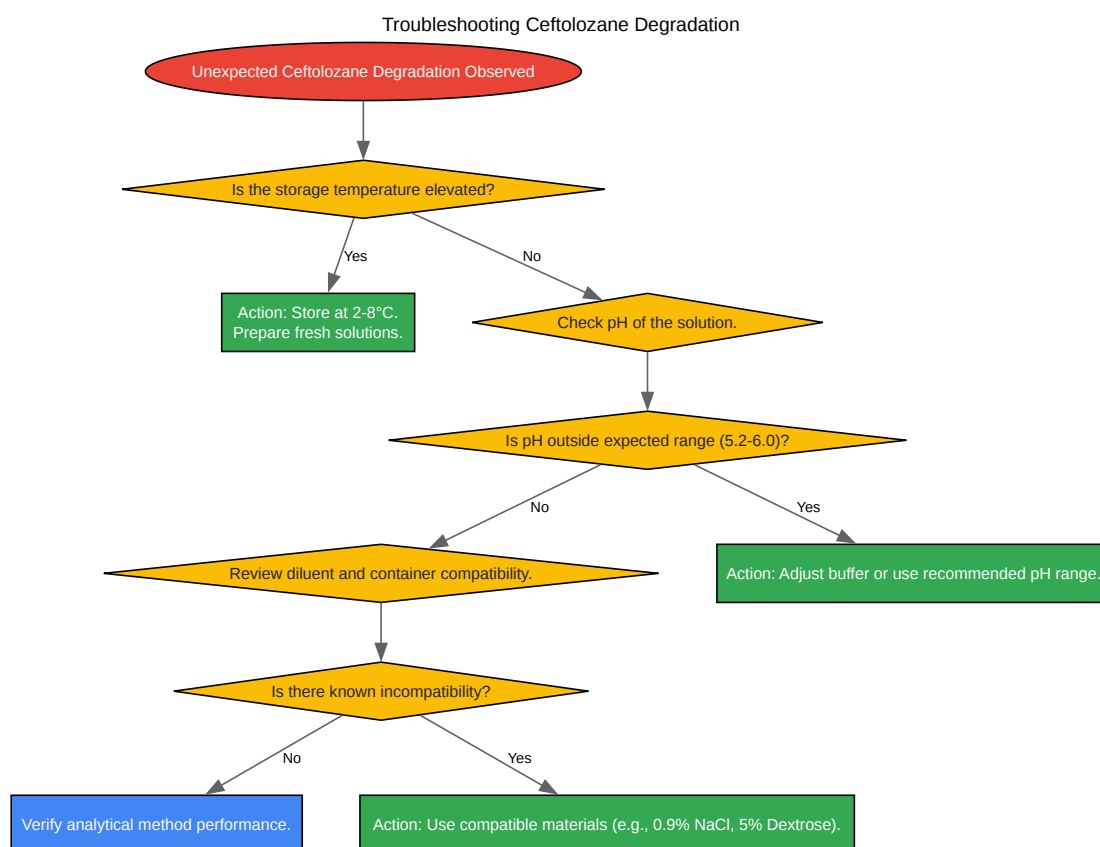 Troubleshooting Ceftolozane Degradation
Unexpected Ceftolozane Degradation Observed
Is the storage temperature elevated?
Yes
No
Action: Store at 2-8°C.
Prepare fresh solutions.
Check pH of the solution.
Is pH outside expected range (5.2-6.0)?
No
Yes
Review diluent and container compatibility.
Action: Adjust buffer or use recommended pH range.
Is there known incompatibility?
No
Yes
Verify analytical method performance.
Action: Use compatible materials (e.g., 0.9% NaCl, 5% Dextrose).